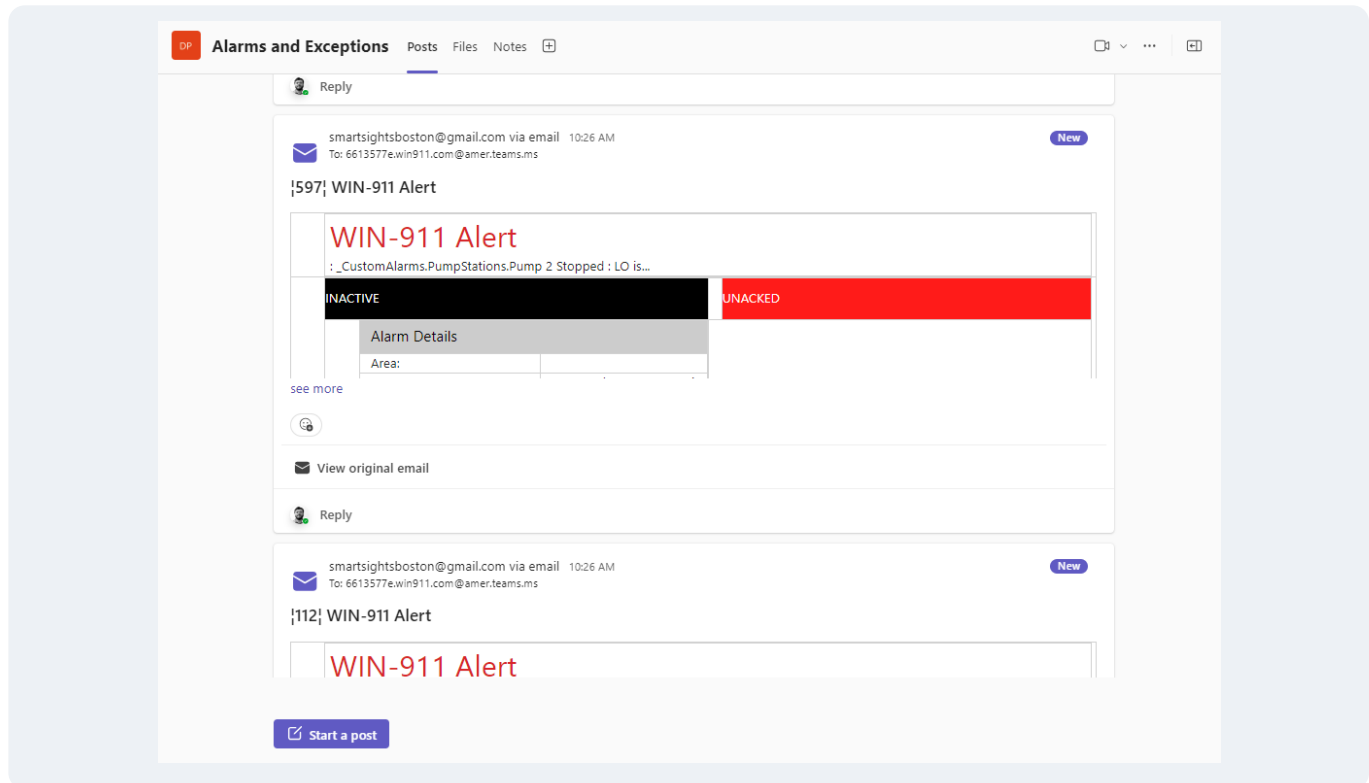 DP Alarms and Exceptions Posts Files Notes
Reply
smartsightsboston@gmail.com via email 10:26 AM New
To: 6613577e.win911.com@amer.teams.ms
¦597¦ WIN-911 Alert
WIN-911 Alert
: _CustomAlarms.PumpStations.Pump 2 Stopped : LO is...
INACTIVE UNACKED
Alarm Details
Area:
see more
View original email
Reply
smartsightsboston@gmail.com via email 10:26 AM New
To: 6613577e.win911.com@amer.teams.ms
¦112¦ WIN-911 Alert
WIN-911 Alert
Start a post